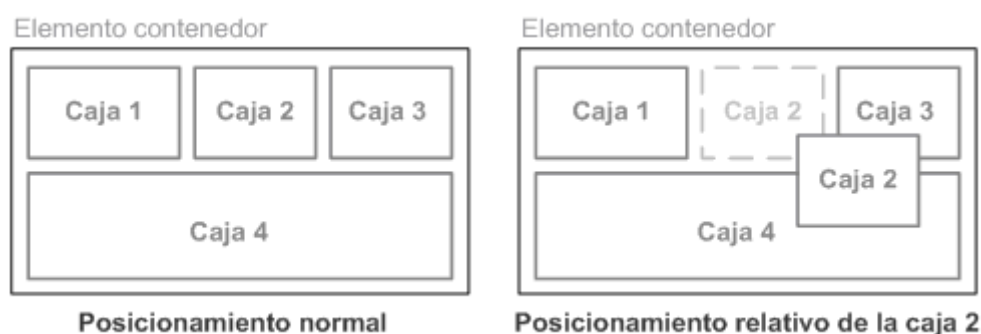 Elemento contenedor
Caja 1
Caja 2
Caja 3
Caja 4
Posicionamiento normal
Elemento contenedor
Caja 1
Caja 2
Caja 3
Caja 2
Caja 4
Posicionamiento relativo de la caja 2